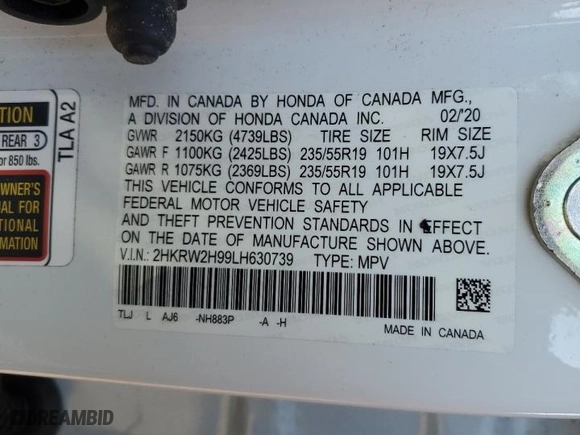 MFD. IN CANADA BY HONDA OF CANADA MFG.,
A DIVISION OF HONDA CANADA INC. 02/'20
GVWR 2150KG (4739LBS) TIRE SIZE RIM SIZE
GAWR F 1100KG (2425LBS) 235/55R19 101H 19X7.5J
GAWR R 1075KG (2369LBS) 235/55R19 101H 19X7.5J
THIS VEHICLE CONFORMS TO ALL APPLICABLE
FEDERAL MOTOR VEHICLE SAFETY
AND THEFT PREVENTION STANDARDS IN EFFECT
ON THE DATE OF MANUFACTURE SHOWN ABOVE.
V.I.N.: 2HKRW2H99LH630739 TYPE: MPV
TLJ L AJ6 -NH883P -A -H
MADE IN CANADA
TLA A2
REAR 3
or 850 lbs.
DREAMBID